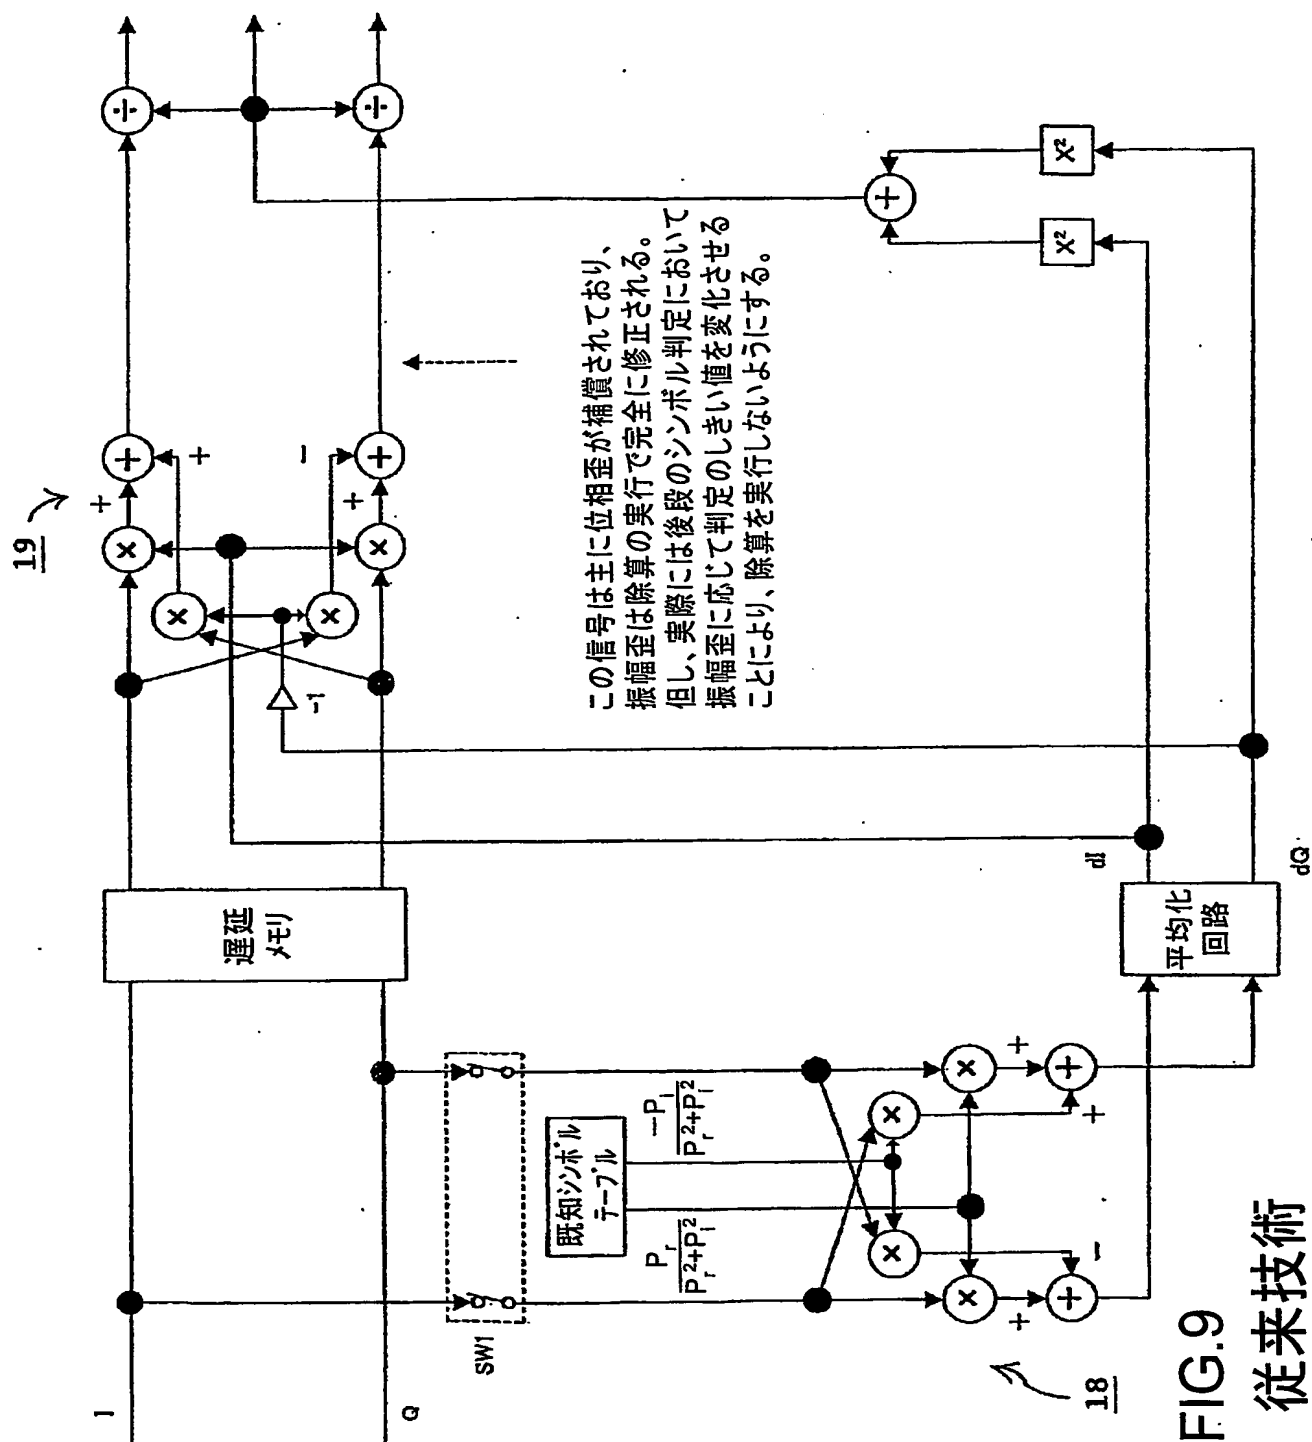 I
Q
SW1
既知シンボル
テーブル
P_r / (P_r²+P_i²)
-P_i / (P_r²+P_i²)
×
×
×
×
+
-
+
+
+
+
18
遅延
メモリ
平均化
回路
dI
dQ
-1
×
×
×
×
+
+
+
-
+
+
19
この信号は主に位相歪が補償されており、
振幅歪は除算の実行で完全に修正される。
但し、実際には後段のシンボル判定において
振幅歪に応じて判定のしきい値を変化させる
ことにより、除算を実行しないようにする。
X²
X²
+
÷
÷
FIG.9
従来技術